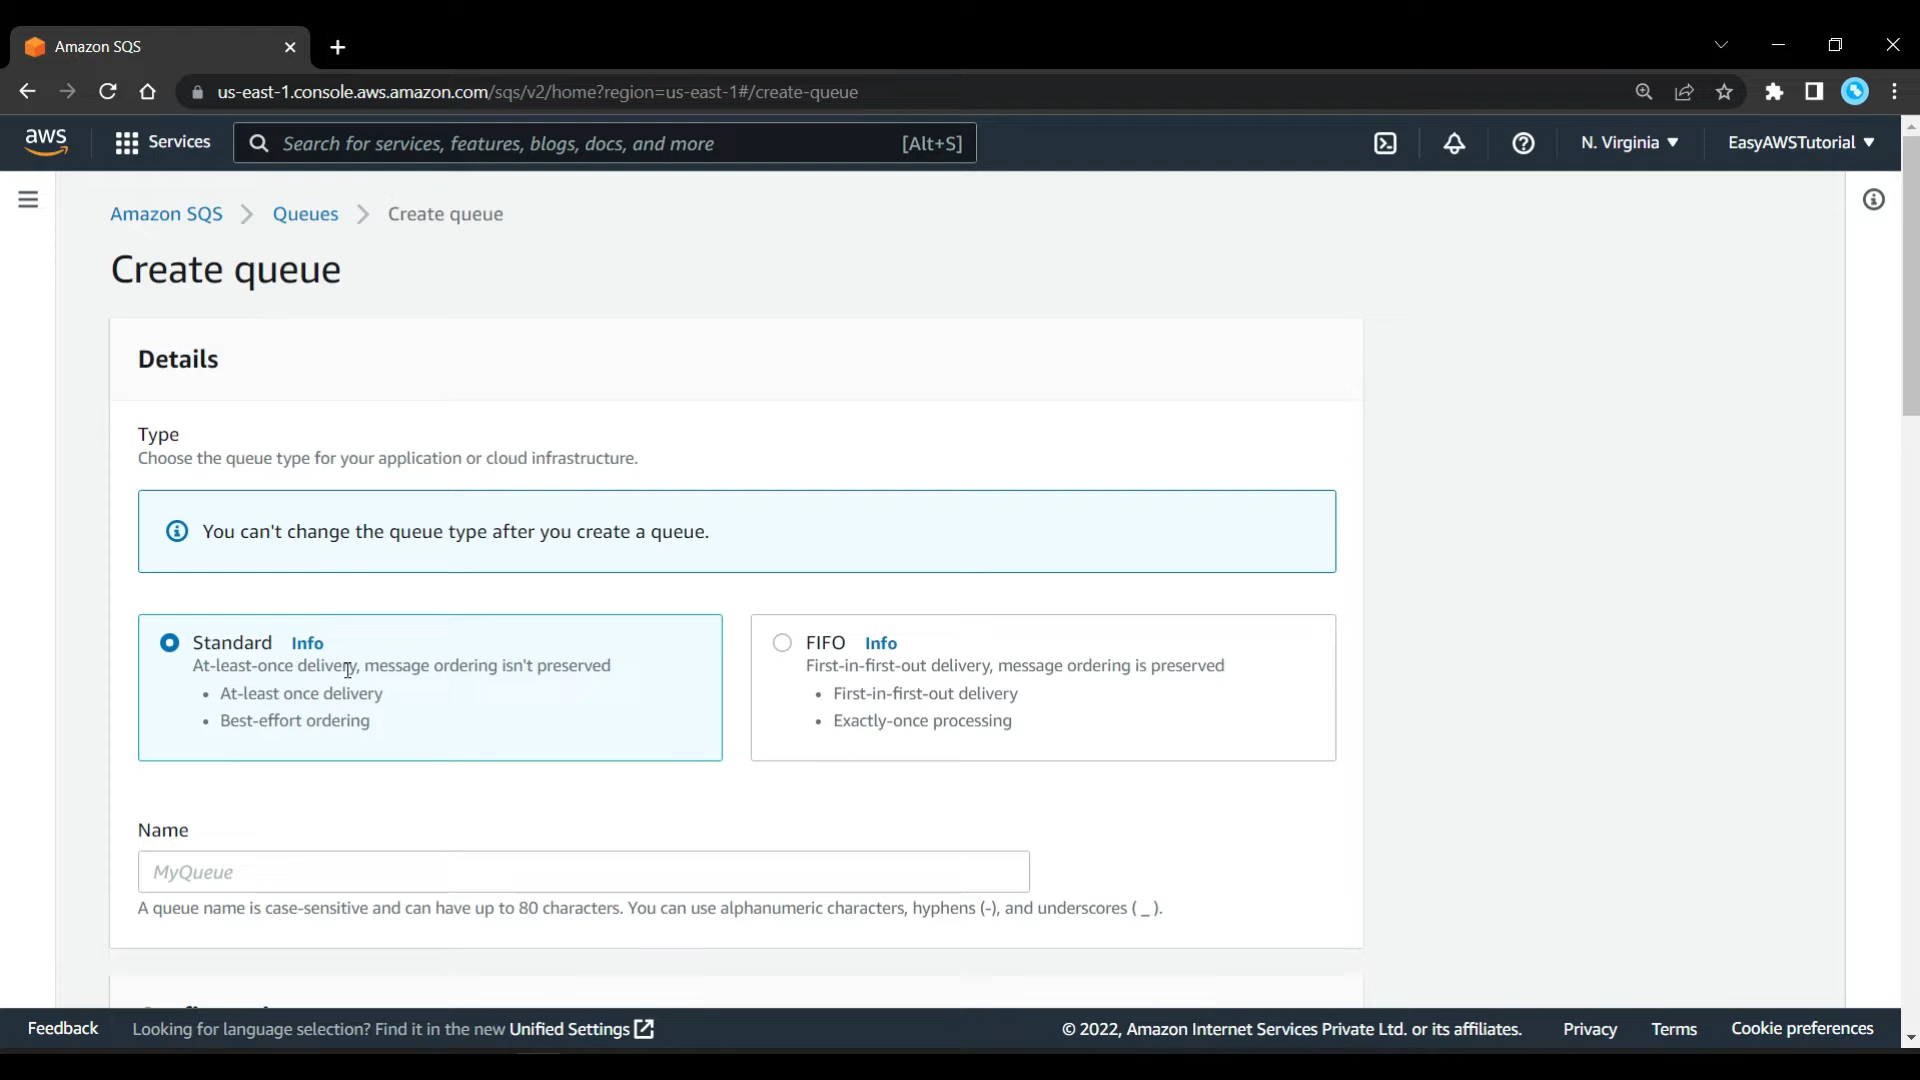 Amazon SQS
us-east-1.console.aws.amazon.com/sqs/v2/home?region=us-east-1#/create-queue
aws
Services
Search for services, features, blogs, docs, and more
[Alt+S]
N. Virginia
EasyAWSTutorial
Amazon SQS
Queues
Create queue
Create queue
Details
Type
Choose the queue type for your application or cloud infrastructure.
You can't change the queue type after you create a queue.
Standard Info
At-least-once delivery, message ordering isn't preserved
• At-least once delivery
• Best-effort ordering
FIFO Info
First-in-first-out delivery, message ordering is preserved
• First-in-first-out delivery
• Exactly-once processing
Name
MyQueue
A queue name is case-sensitive and can have up to 80 characters. You can use alphanumeric characters, hyphens (-), and underscores ( _ ).
Feedback
Looking for language selection? Find it in the new Unified Settings
© 2022, Amazon Internet Services Private Ltd. or its affiliates.
Privacy
Terms
Cookie preferences